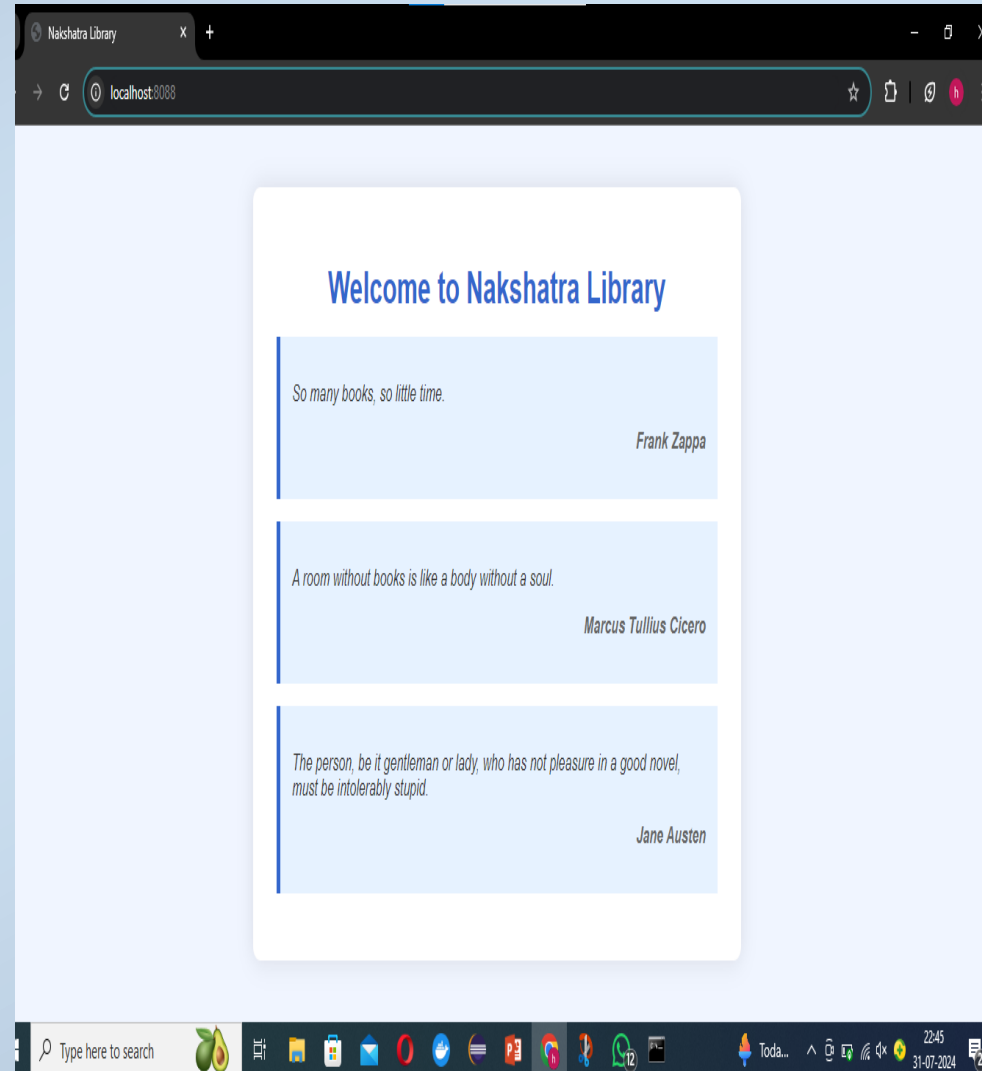 Nakshatra Library
localhost:8088
h
Welcome to Nakshatra Library
So many books, so little time.
Frank Zappa
A room without books is like a body without a soul.
Marcus Tullius Cicero
The person, be it gentleman or lady, who has not pleasure in a good novel,
must be intolerably stupid.
Jane Austen
Type here to search
12
Toda...
22:45
31-07-2024